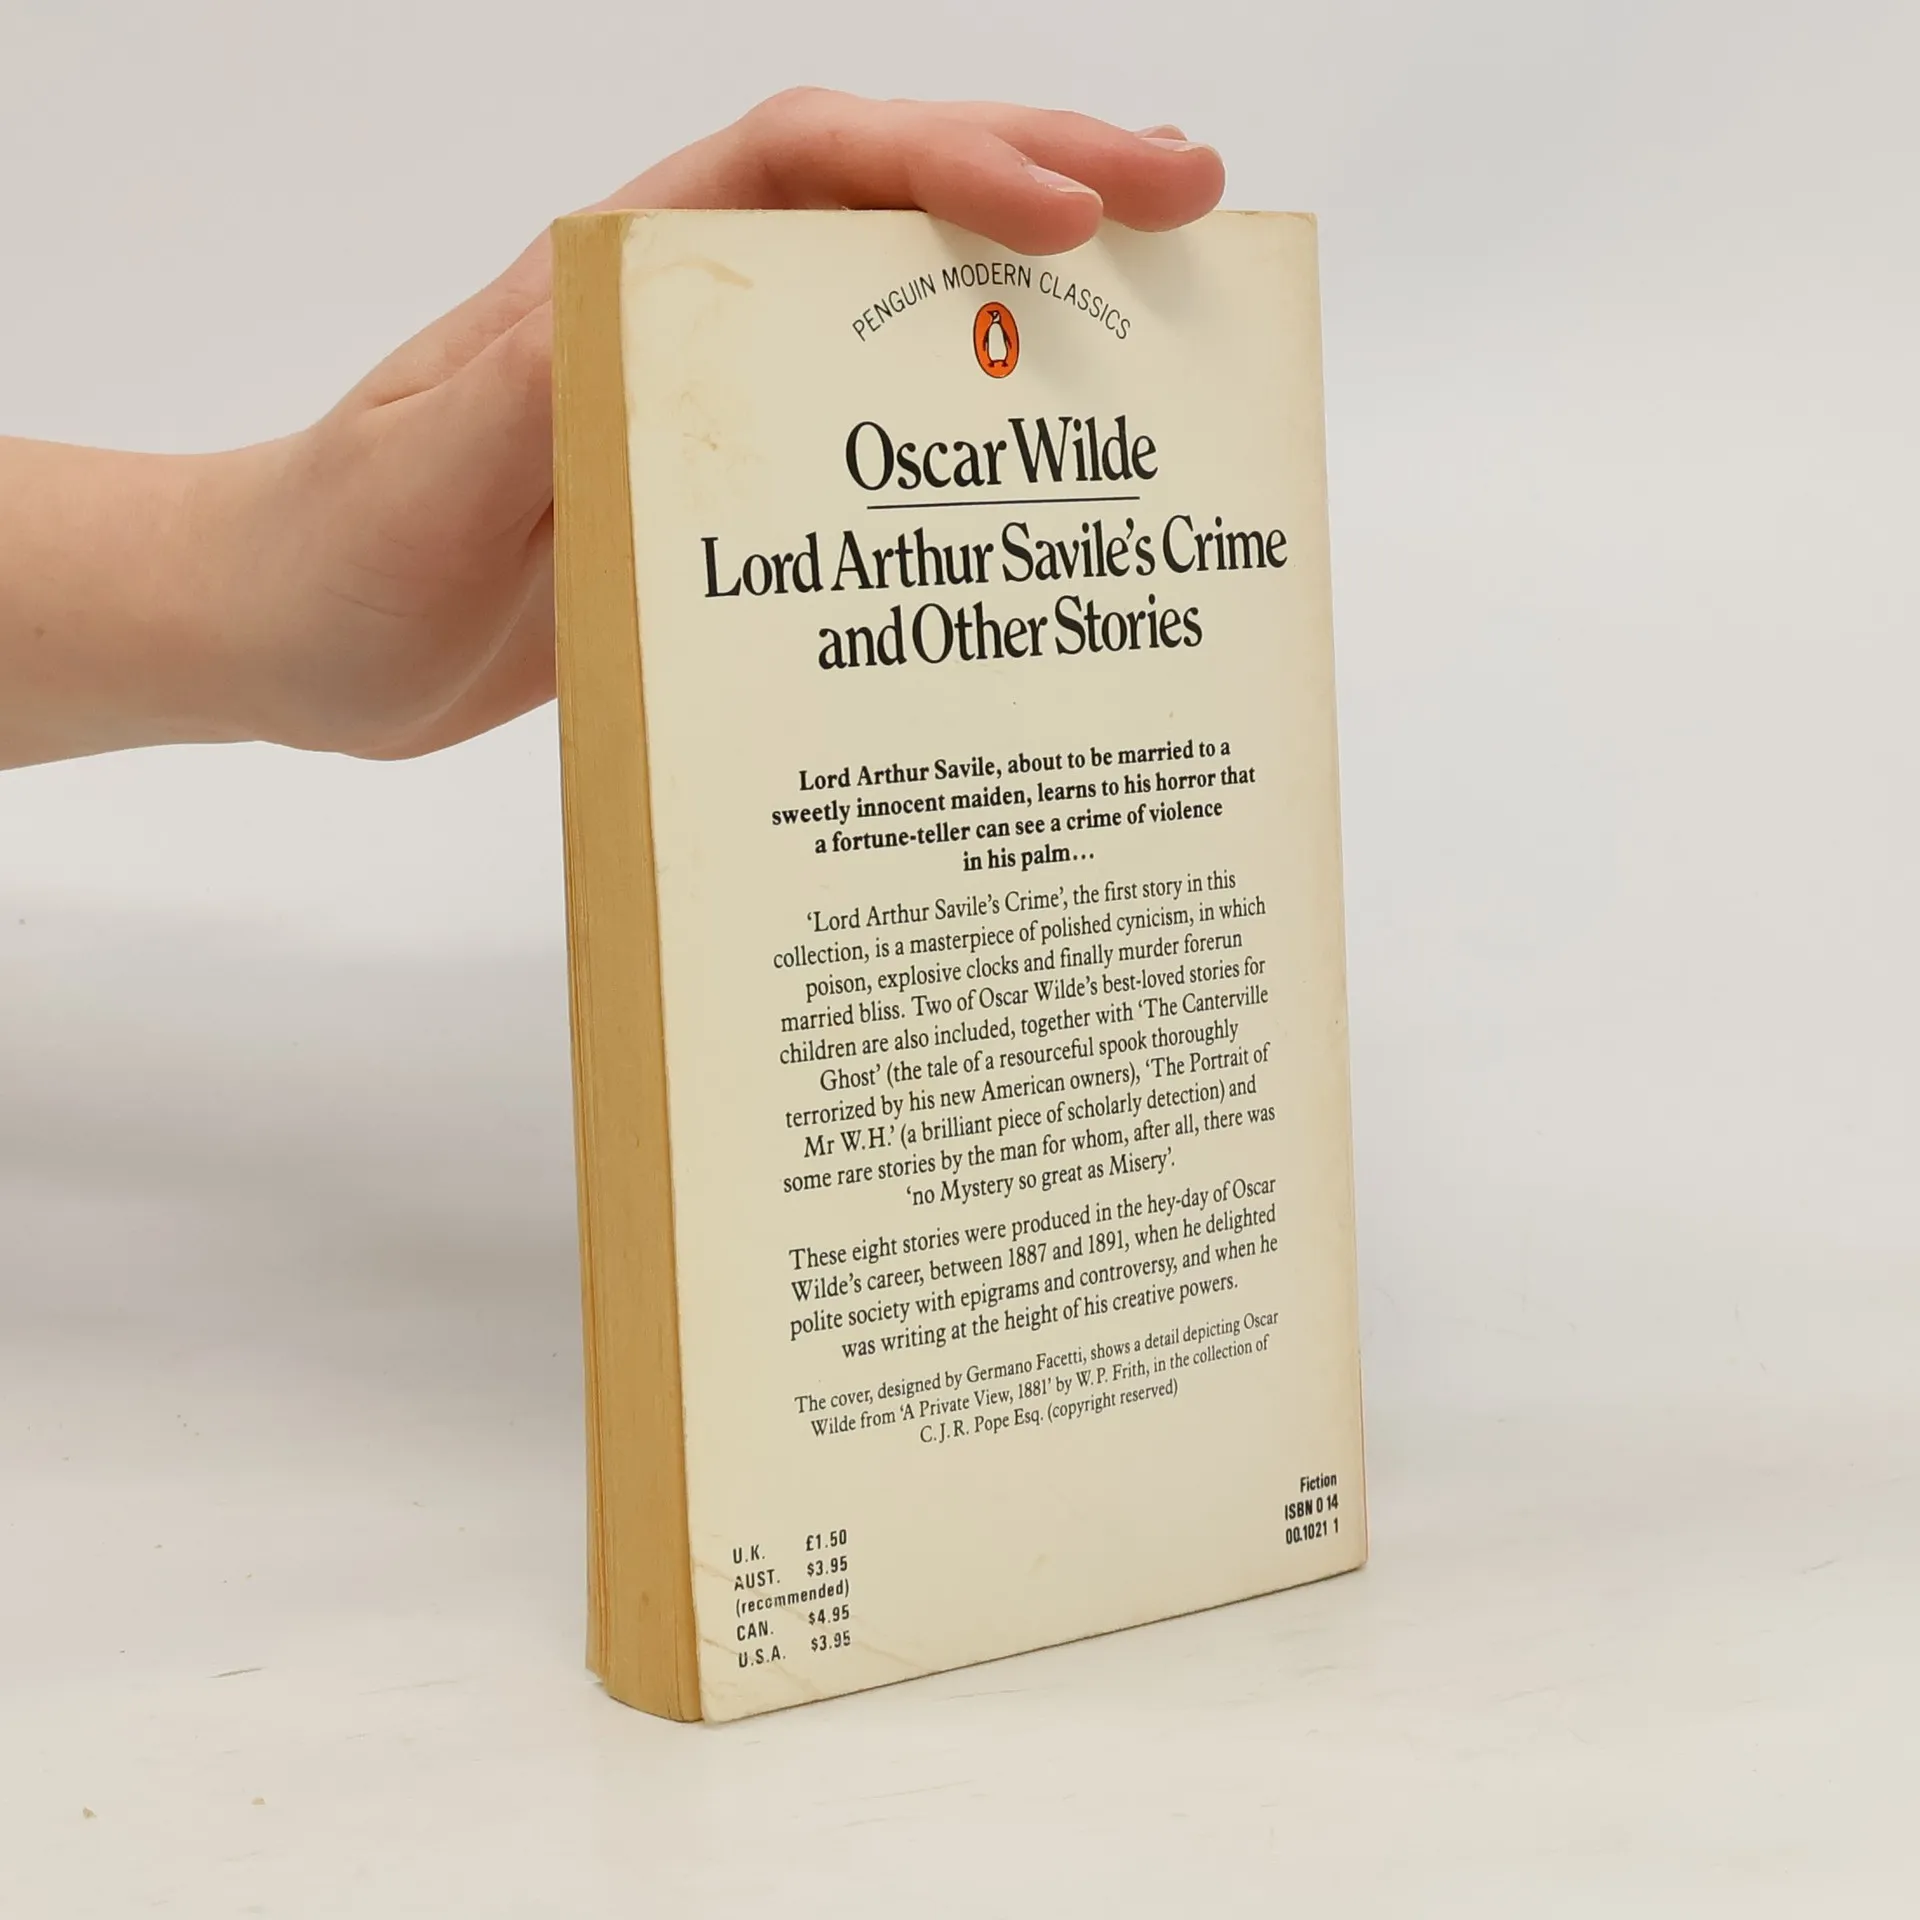 PENGUIN MODERN CLASSICS
Oscar Wilde
Lord Arthur Savile's Crime
and Other Stories
Lord Arthur Savile, about to be married to a
sweetly innocent maiden, learns to his horror that
a fortune-teller can see a crime of violence
in his palm...
‘Lord Arthur Savile’s Crime’, the first story in this
collection, is a masterpiece of polished cynicism, in which
poison, explosive clocks and finally murder forerun
married bliss. Two of Oscar Wilde’s best-loved stories for
children are also included, together with ‘The Canterville
Ghost’ (the tale of a resourceful spook thoroughly
terrorized by his new American owners), ‘The Portrait of
Mr W.H.’ (a brilliant piece of scholarly detection) and
some rare stories by the man for whom, after all, there was
‘no Mystery so great as Misery’.
These eight stories were produced in the hey-day of Oscar
Wilde’s career, between 1887 and 1891, when he delighted
polite society with epigrams and controversy, and when he
was writing at the height of his creative powers.
The cover, designed by Germano Facetti, shows a detail depicting Oscar
Wilde from ‘A Private View, 1881’ by W. P. Frith, in the collection of
C. J. R. Pope Esq. (copyright reserved)
U.K. £1.50
AUST. $3.95
(recommended)
CAN. $4.95
U.S.A. $3.95
Fiction
ISBN 0 14
00.1021 1